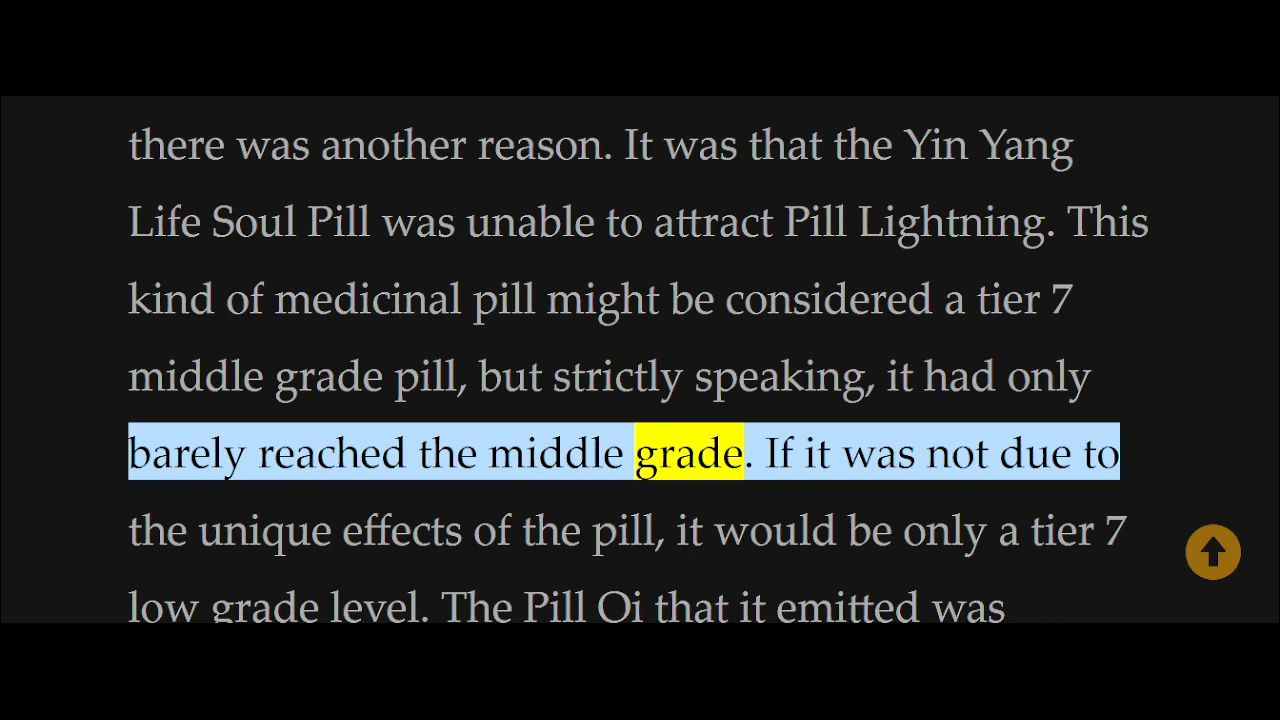 there was another reason. It was that the Yin Yang
Life Soul Pill was unable to attract Pill Lightning. This
kind of medicinal pill might be considered a tier 7
middle grade pill, but strictly speaking, it had only
barely reached the middle grade. If it was not due to
the unique effects of the pill, it would be only a tier 7
low grade level. The Pill Qi that it emitted was